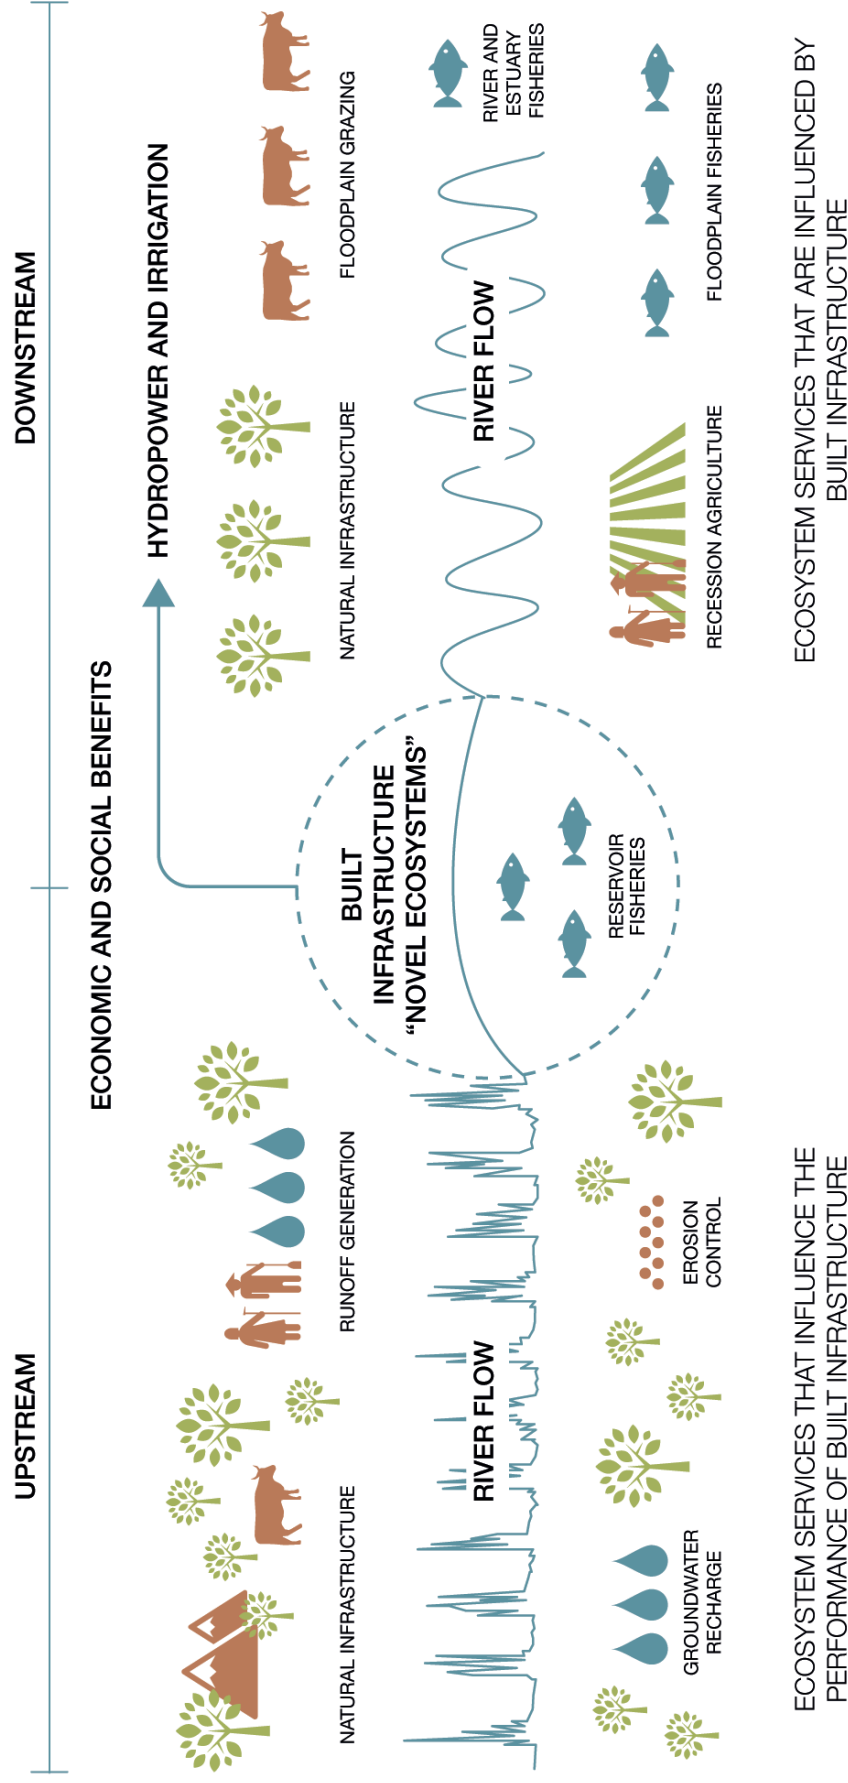 UPSTREAM
DOWNSTREAM
ECONOMIC AND SOCIAL BENEFITS
HYDROPOWER AND IRRIGATION
NATURAL INFRASTRUCTURE
RUNOFF GENERATION
BUILT
INFRASTRUCTURE
“NOVEL ECOSYSTEMS”
NATURAL INFRASTRUCTURE
FLOODPLAIN GRAZING
RIVER FLOW
RIVER FLOW
RIVER AND
ESTUARY
FISHERIES
GROUNDWATER
RECHARGE
EROSION
CONTROL
RESERVOIR
FISHERIES
RECESSION AGRICULTURE
FLOODPLAIN FISHERIES
ECOSYSTEM SERVICES THAT INFLUENCE THE
PERFORMANCE OF BUILT INFRASTRUCTURE
ECOSYSTEM SERVICES THAT ARE INFLUENCED BY
BUILT INFRASTRUCTURE